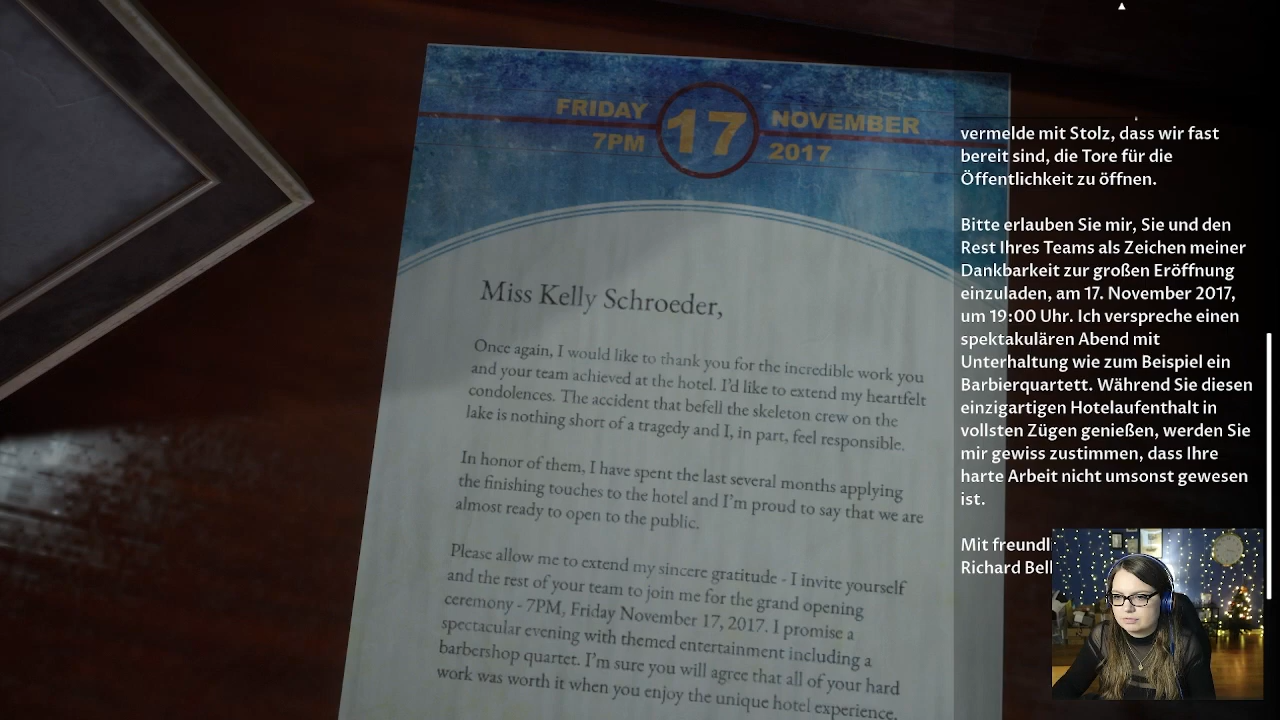 FRIDAY 17 NOVEMBER
7PM 2017
Miss Kelly Schroeder,
Once again, I would like to thank you for the incredible work you
and your team achieved at the hotel. I'd like to extend my heartfelt
condolences. The accident that befell the skeleton crew on the
lake is nothing short of a tragedy and I, in part, feel responsible.
In honor of them, I have spent the last several months applying
the finishing touches to the hotel and I'm proud to say that we are
almost ready to open to the public.
Please allow me to extend my sincere gratitude - I invite yourself
and the rest of your team to join me for the grand opening
ceremony - 7PM, Friday November 17, 2017. I promise a
spectacular evening with themed entertainment including a
barbershop quartet. I'm sure you will agree that all of your hard
work was worth it when you enjoy the unique hotel experience.
vermelde mit Stolz, dass wir fast
bereit sind, die Tore für die
Öffentlichkeit zu öffnen.
Bitte erlauben Sie mir, Sie und den
Rest Ihres Teams als Zeichen meiner
Dankbarkeit zur großen Eröffnung
einzuladen, am 17. November 2017,
um 19:00 Uhr. Ich verspreche einen
spektakulären Abend mit
Unterhaltung wie zum Beispiel ein
Barbierquartett. Während Sie diesen
einzigartigen Hotelaufenthalt in
vollsten Zügen genießen, werden Sie
mir gewiss zustimmen, dass Ihre
harte Arbeit nicht umsonst gewesen
ist.
Mit freundl
Richard Bell